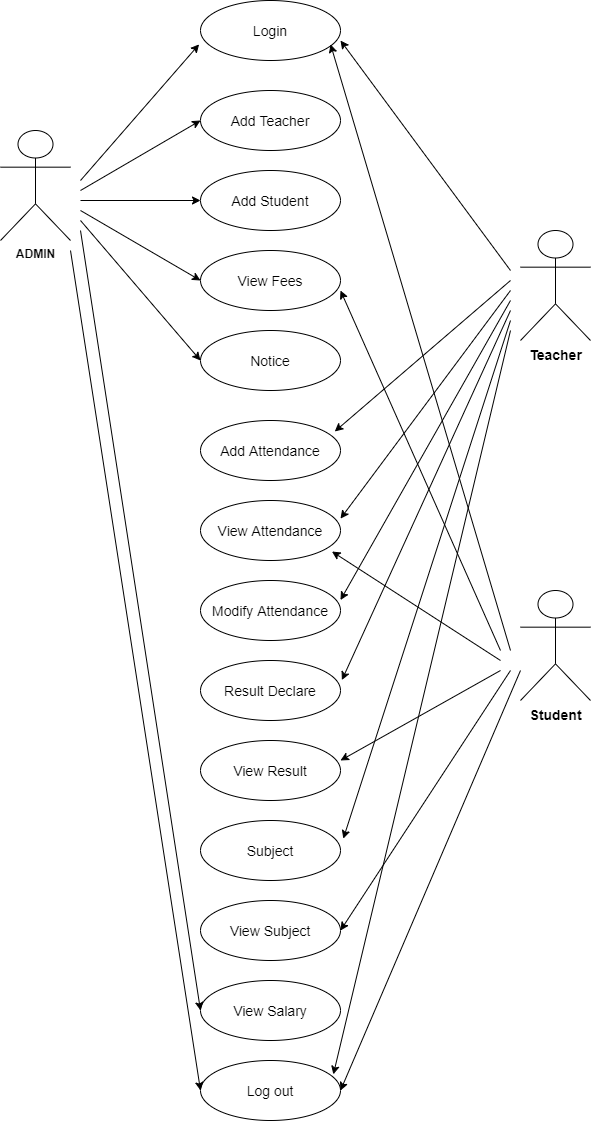 Login
Add Teacher
Add Student
ADMIN
View Fees
Teacher
Notice
Add Attendance
View Attendance
Modify Attendance
Result Declare
Student
View Result
Subject
View Subject
View Salary
Log out